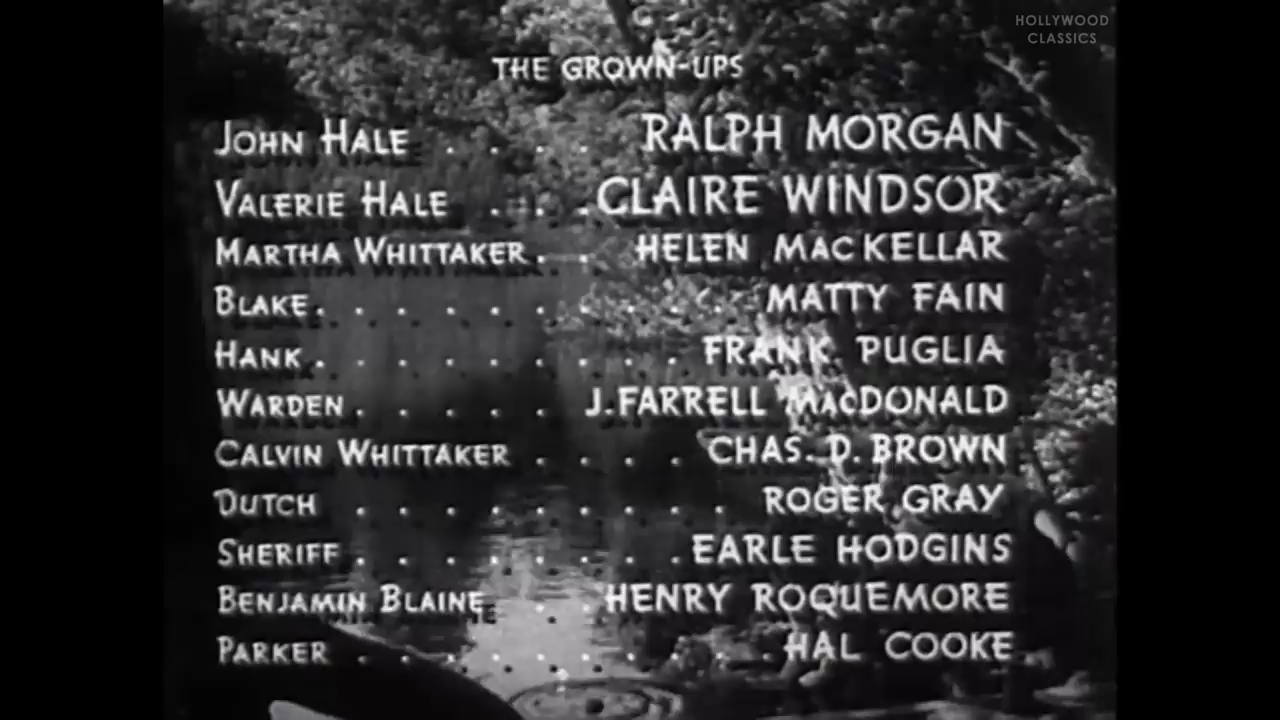 HOLLYWOOD
CLASSICS
THE GROWN-UPS
JOHN HALE . . . . RALPH MORGAN
VALERIE HALE . . . CLAIRE WINDSOR
MARTHA WHITTAKER . . HELEN MACKELLAR
BLAKE . . . . . . . . . . MATTY FAIN
HANK . . . . . . . . . FRANK PUGLIA
WARDEN . . . . . J. FARRELL MACDONALD
CALVIN WHITTAKER . . . . CHAS. D. BROWN
DUTCH . . . . . . . . . ROGER GRAY
SHERIFF . . . . . . . . EARLE HODGINS
BENJAMIN BLAINE . . HENRY ROQUEMORE
PARKER . . . . . . . . . . HAL COOKE